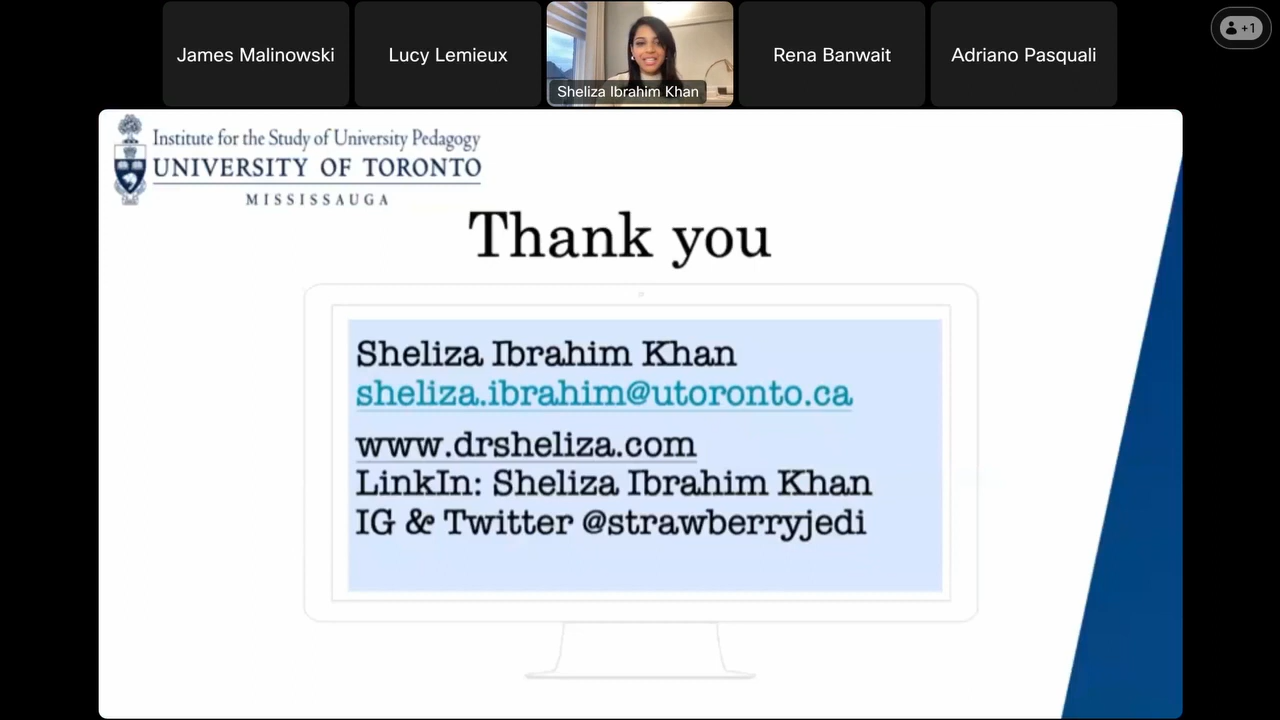 James Malinowski
Lucy Lemieux
Sheliza Ibrahim Khan
Rena Banwait
Adriano Pasquali
+1
Institute for the Study of University Pedagogy
UNIVERSITY OF TORONTO
MISSISSAUGA
Thank you
Sheliza Ibrahim Khan
sheliza.ibrahim@utoronto.ca
www.drsheliza.com
LinkIn: Sheliza Ibrahim Khan
IG & Twitter @strawberryjedi